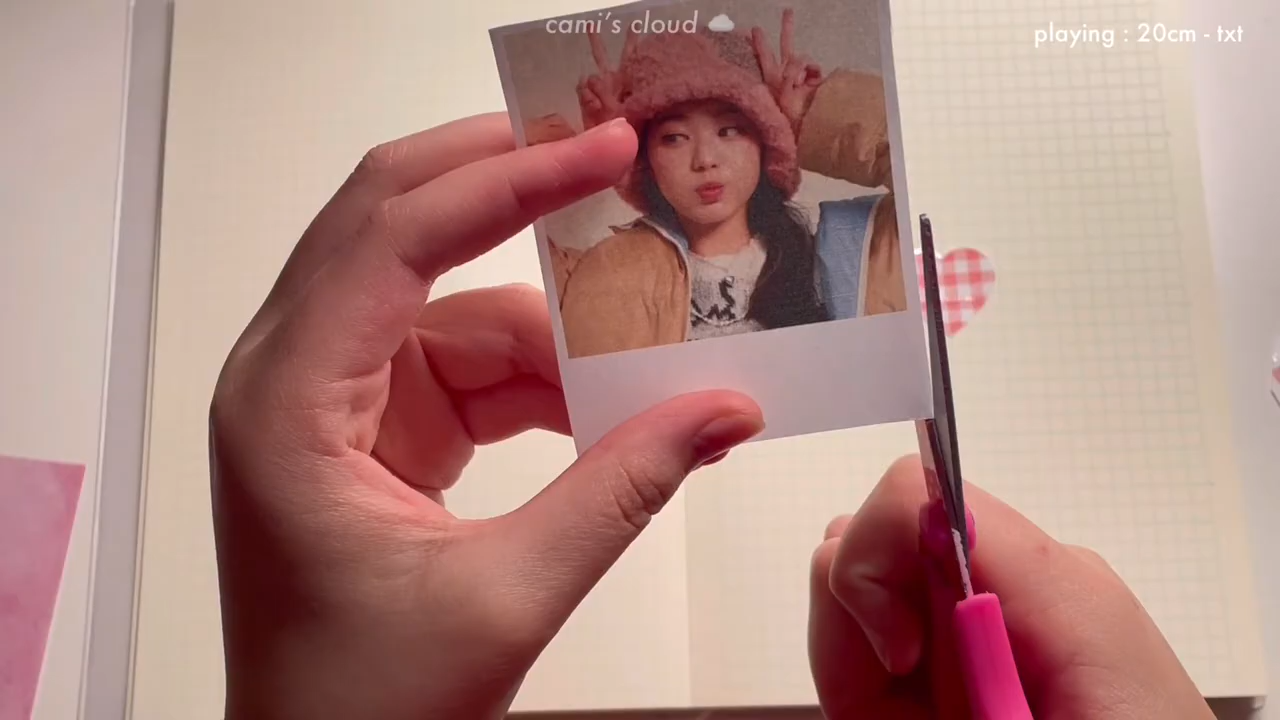 cami's cloud ☁️
playing : 20cm - txt